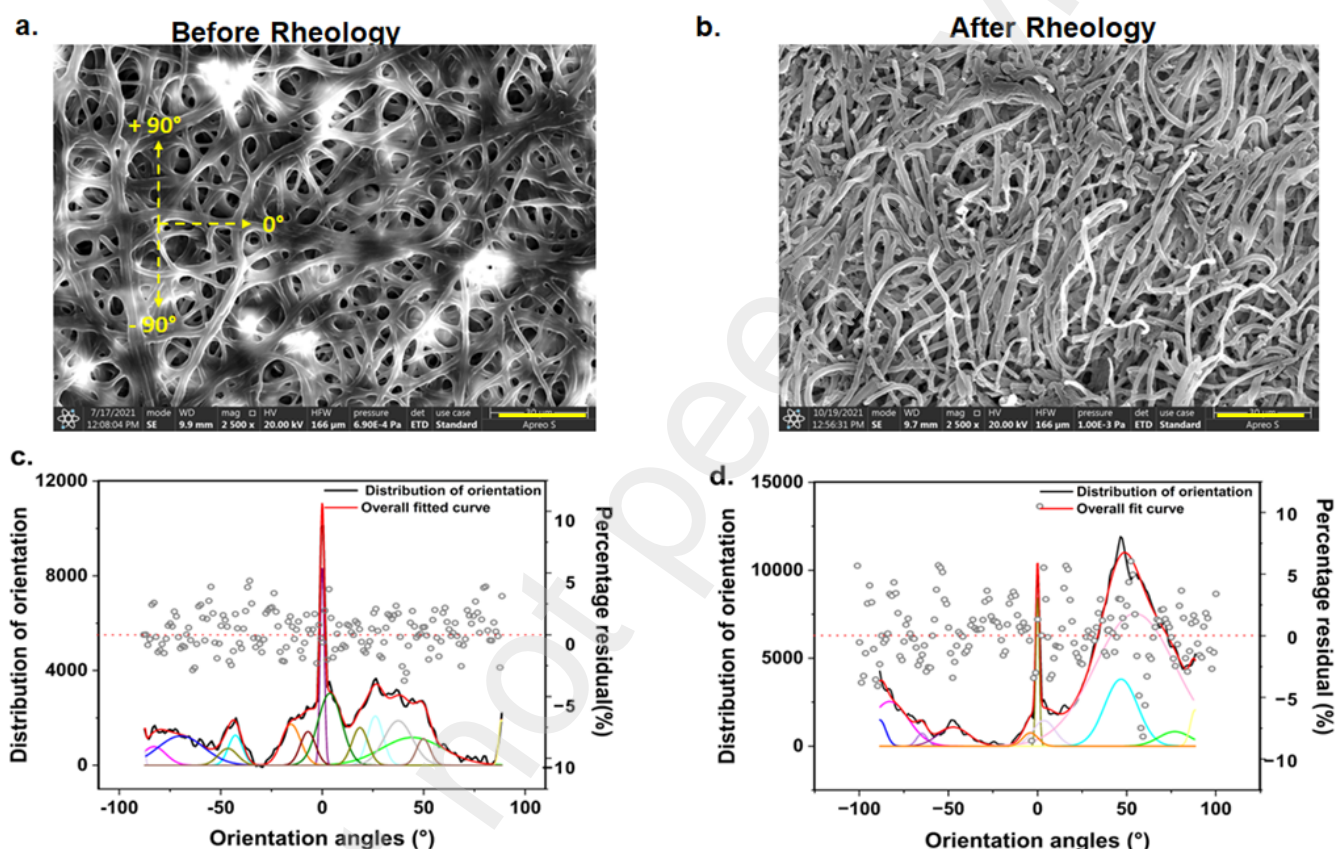 a.
Before Rheology
b.
After Rheology
+ 90°
0°
- 90°
7/17/2021 mode WD mag HV HFW pressure det use case
12:08:04 PM SE 9.9 mm 2 500 x 20.00 kV 166 µm 6.90E-4 Pa ETD Standard
Apreo S
10/19/2021 mode WD mag HV HFW pressure det use case
12:56:31 PM SE 9.7 mm 2 500 x 20.00 kV 166 µm 1.00E-3 Pa ETD Standard
Apreo S
c.
12000
8000
4000
0
Distribution of orientation
Distribution of orientation
Overall fitted curve
10
5
0
−5
−10
Percentage residual(%)
-100 -50 0 50 100
Orientation angles (°)
d.
15000
10000
5000
0
Distribution of orientation
Distribution of orientation
Overall fit curve
10
5
0
−5
−10
Percentage residual (%)
−100 −50 0 50 100
Orientation angles (°)
not pee